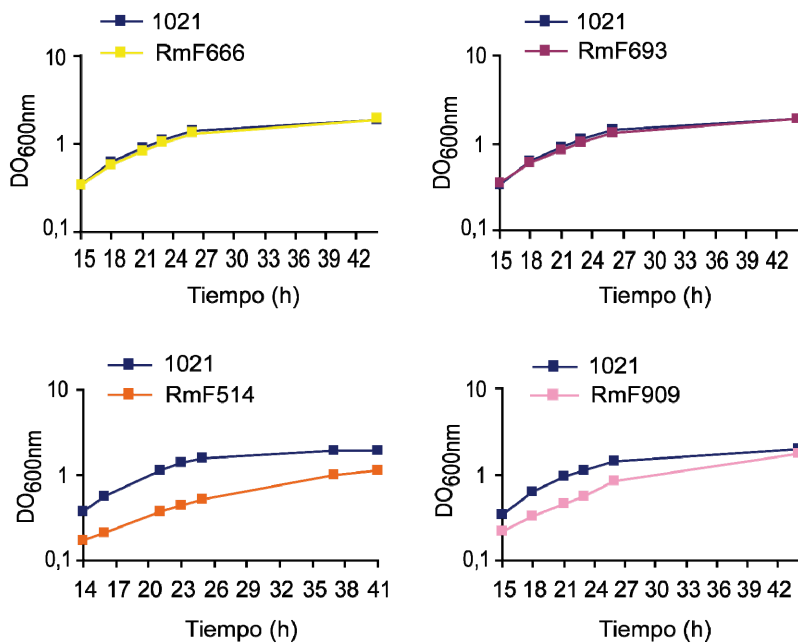 1021
RmF666
10
1
0,1
DO600nm
15 18 21 24 27 30 33 36 39 42
Tiempo (h)
1021
RmF693
10
1
0,1
DO600nm
15 18 21 24 27 30 33 36 39 42
Tiempo (h)
1021
RmF514
10
1
0,1
DO600nm
14 17 20 23 26 29 32 35 38 41
Tiempo (h)
1021
RmF909
10
1
0,1
DO600nm
15 18 21 24 27 30 33 36 39 42
Tiempo (h)